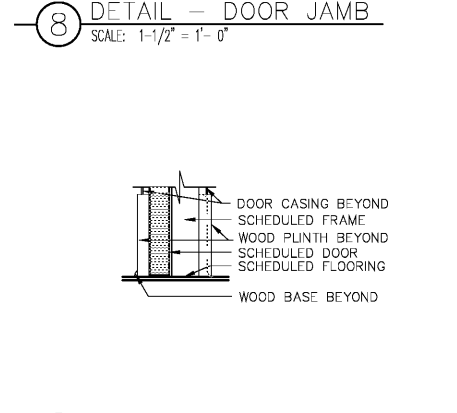 8 DETAIL - DOOR JAMB
SCALE: 1-1/2" = 1'- 0"
DOOR CASING BEYOND
SCHEDULED FRAME
WOOD PLINTH BEYOND
SCHEDULED DOOR
SCHEDULED FLOORING
WOOD BASE BEYOND